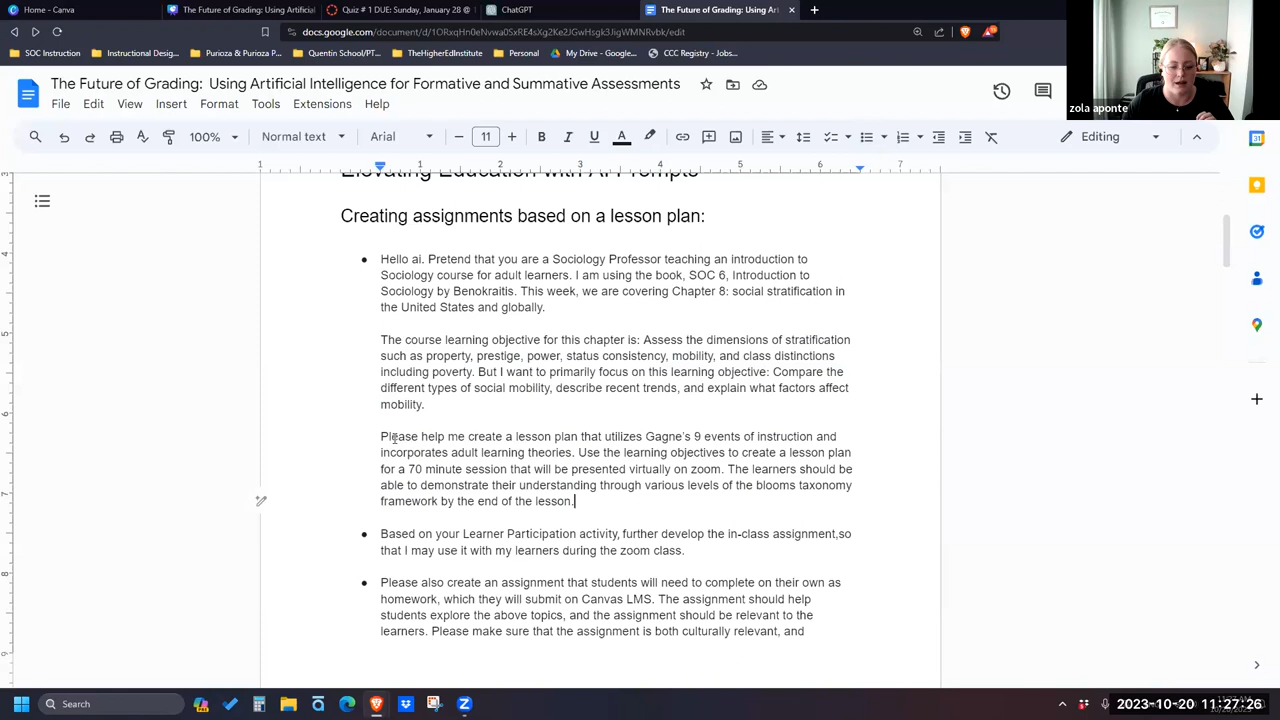 Home - Canva
The Future of Grading: Using Artificial
Quiz # 1 DUE: Sunday, January 28 @
ChatGPT
The Future of Grading: Using Ar
docs.google.com/document/d/1ORxqHn0eNvwa0SxRE4sXg2Ke2JGwHsgk3JigWMNRvbk/edit
SOC Instruction
Instructional Desig...
Purioza & Purcasa G...
Quentin School/PT...
TheHigherEdInstitute
Personal
My Drive - Google...
CCC Registry - Jobs...
The Future of Grading: Using Artificial Intelligence for Formative and Summative Assessments
File Edit View Insert Format Tools Extensions Help
100% Normal text Arial 11 B I U A Editing
zola aponte
1 1 2 3 4 5 6 7
Elevating Education with AI Prompts
Creating assignments based on a lesson plan:
Hello ai. Pretend that you are a Sociology Professor teaching an introduction to
Sociology course for adult learners. I am using the book, SOC 6, Introduction to
Sociology by Benokraitis. This week, we are covering Chapter 8: social stratification in
the United States and globally.
The course learning objective for this chapter is: Assess the dimensions of stratification
such as property, prestige, power, status consistency, mobility, and class distinctions
including poverty. But I want to primarily focus on this learning objective: Compare the
different types of social mobility, describe recent trends, and explain what factors affect
mobility.
Please help me create a lesson plan that utilizes Gagne's 9 events of instruction and
incorporates adult learning theories. Use the learning objectives to create a lesson plan
for a 70 minute session that will be presented virtually on zoom. The learners should be
able to demonstrate their understanding through various levels of the blooms taxonomy
framework by the end of the lesson.
Based on your Learner Participation activity, further develop the in-class assignment,so
that I may use it with my learners during the zoom class.
Please also create an assignment that students will need to complete on their own as
homework, which they will submit on Canvas LMS. The assignment should help
students explore the above topics, and the assignment should be relevant to the
learners. Please make sure that the assignment is both culturally relevant, and
Search
2023-10-20 11:27:26